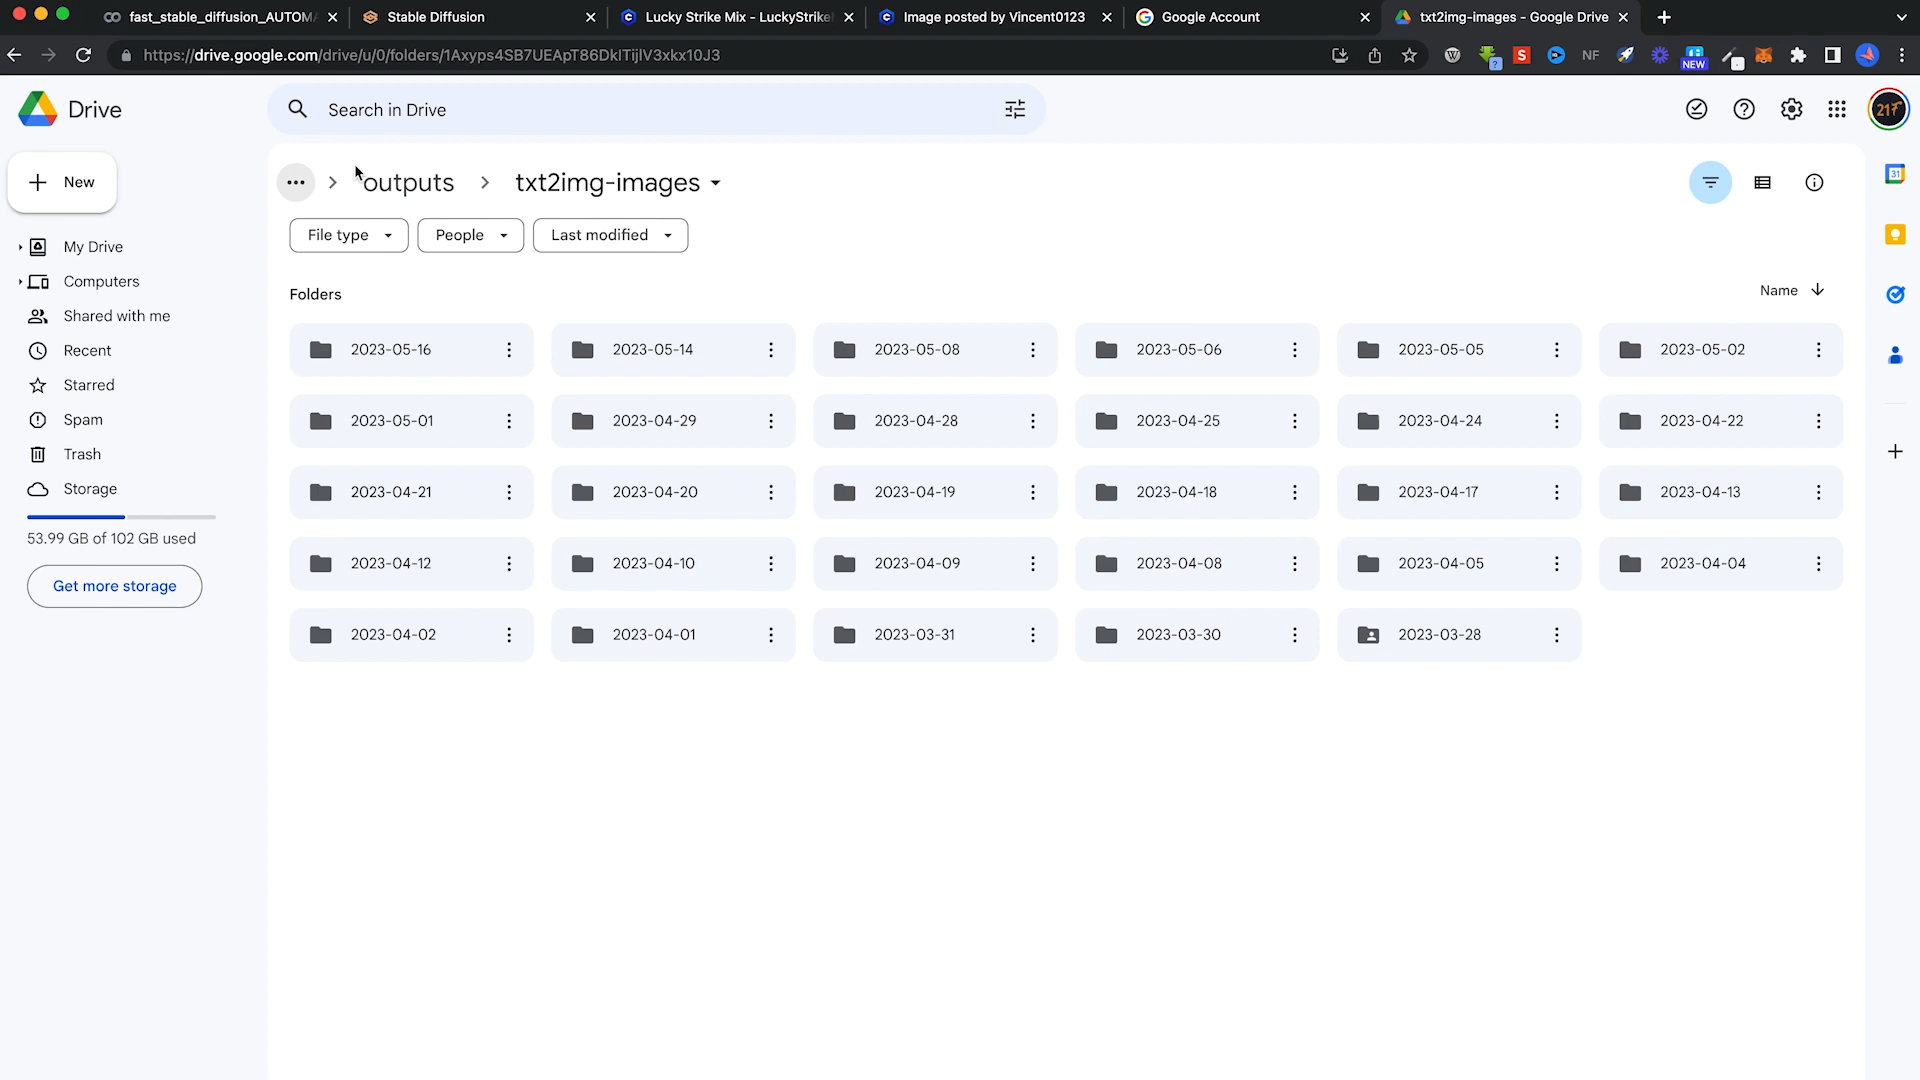 fast_stable_diffusion_AUTOMA
Stable Diffusion
Lucky Strike Mix - LuckyStrike
Image posted by Vincent0123
Google Account
txt2img-images - Google Drive
https://drive.google.com/drive/u/0/folders/1Axyps4SB7UEApT86DkITijlV3xkx10J3
W
?
S
NF
NEW
Drive
Search in Drive
217
New
outputs
txt2img-images
31
File type
People
Last modified
My Drive
Computers
Shared with me
Recent
Starred
Spam
Trash
Storage
53.99 GB of 102 GB used
Get more storage
Folders
Name
2023-05-16
2023-05-14
2023-05-08
2023-05-06
2023-05-05
2023-05-02
2023-05-01
2023-04-29
2023-04-28
2023-04-25
2023-04-24
2023-04-22
2023-04-21
2023-04-20
2023-04-19
2023-04-18
2023-04-17
2023-04-13
2023-04-12
2023-04-10
2023-04-09
2023-04-08
2023-04-05
2023-04-04
2023-04-02
2023-04-01
2023-03-31
2023-03-30
2023-03-28